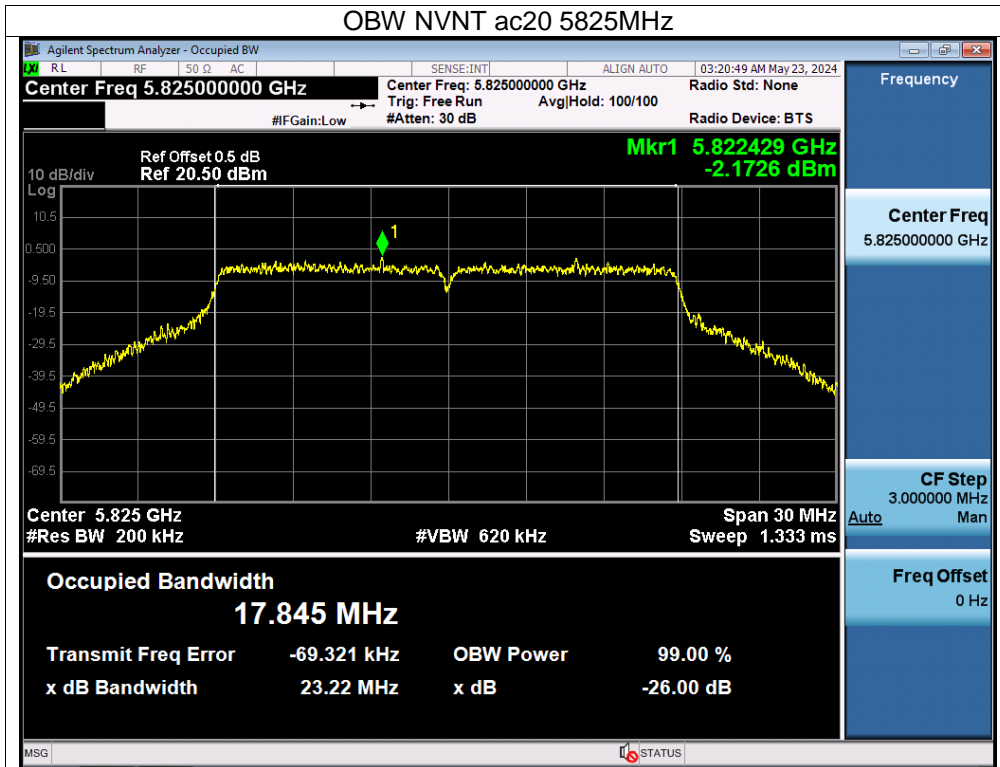 OBW NVNT ac20 5825MHz
Agilent Spectrum Analyzer - Occupied BW
LXI RL RF 50 Ω AC SENSE:INT ALIGN AUTO 03:20:49 AM May 23, 2024
Center Freq 5.825000000 GHz
Center Freq: 5.825000000 GHz Radio Std: None
Trig: Free Run Avg|Hold: 100/100
#IFGain:Low #Atten: 30 dB Radio Device: BTS
Frequency
Mkr1 5.822429 GHz
-2.1726 dBm
Ref Offset 0.5 dB
10 dB/div Ref 20.50 dBm
Log
10.5
0.500
-9.50
-19.5
-29.5
-39.5
-49.5
-59.5
-69.5
1
Center Freq
5.825000000 GHz
CF Step
3.000000 MHz
Auto Man
Freq Offset
0 Hz
Center 5.825 GHz Span 30 MHz
#Res BW 200 kHz #VBW 620 kHz Sweep 1.333 ms
Occupied Bandwidth
17.845 MHz
Transmit Freq Error -69.321 kHz OBW Power 99.00 %
x dB Bandwidth 23.22 MHz x dB -26.00 dB
MSG STATUS